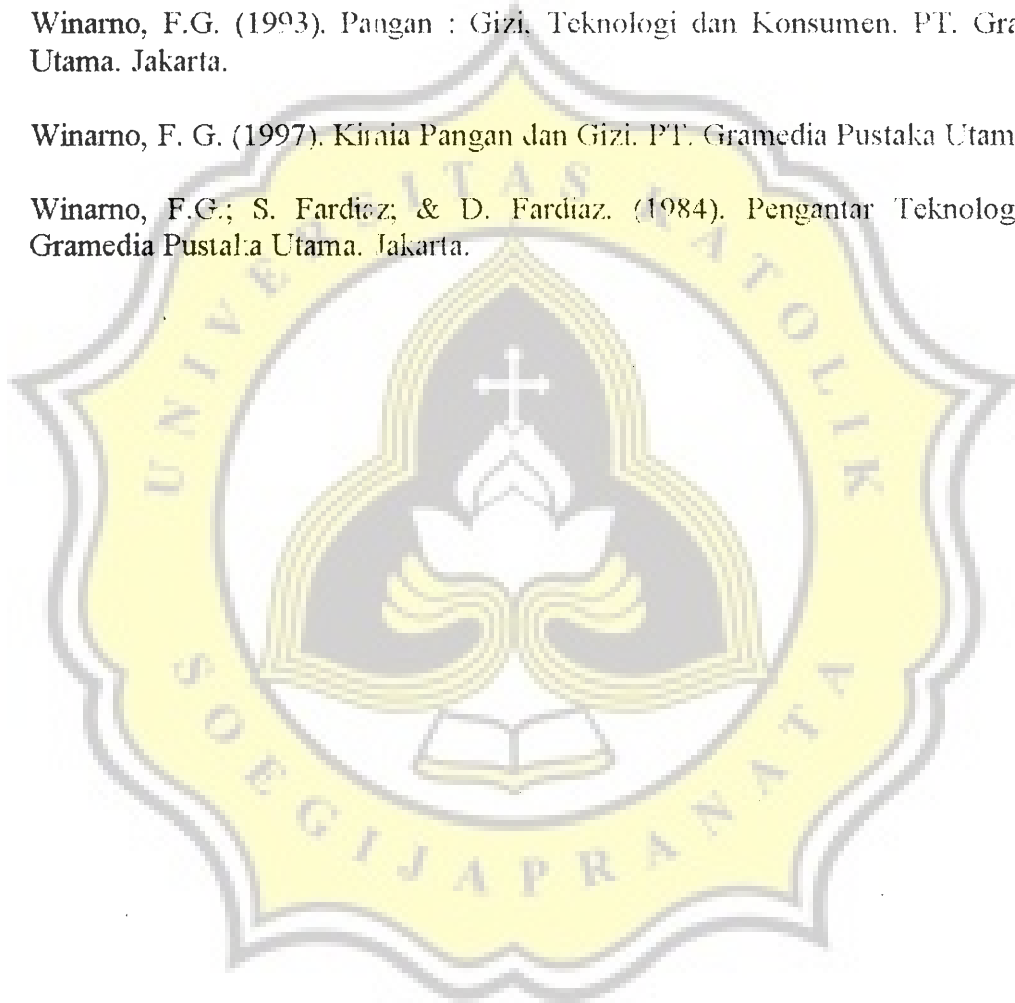 Winarno, F.G. (1993). Pangan : Gizi, Teknologi dan Konsumen. PT. Gra
Utama. Jakarta.
Winarno, F. G. (1997). Kimia Pangan dan Gizi. PT. Gramedia Pustaka Utam
Winarno, F.G.; S. Fardiaz; & D. Fardiaz. (1984). Pengantar Teknolog
Gramedia Pustaka Utama. Jakarta.
UNIVERSITAS KATOLIK
SOEGIJAPRANATA